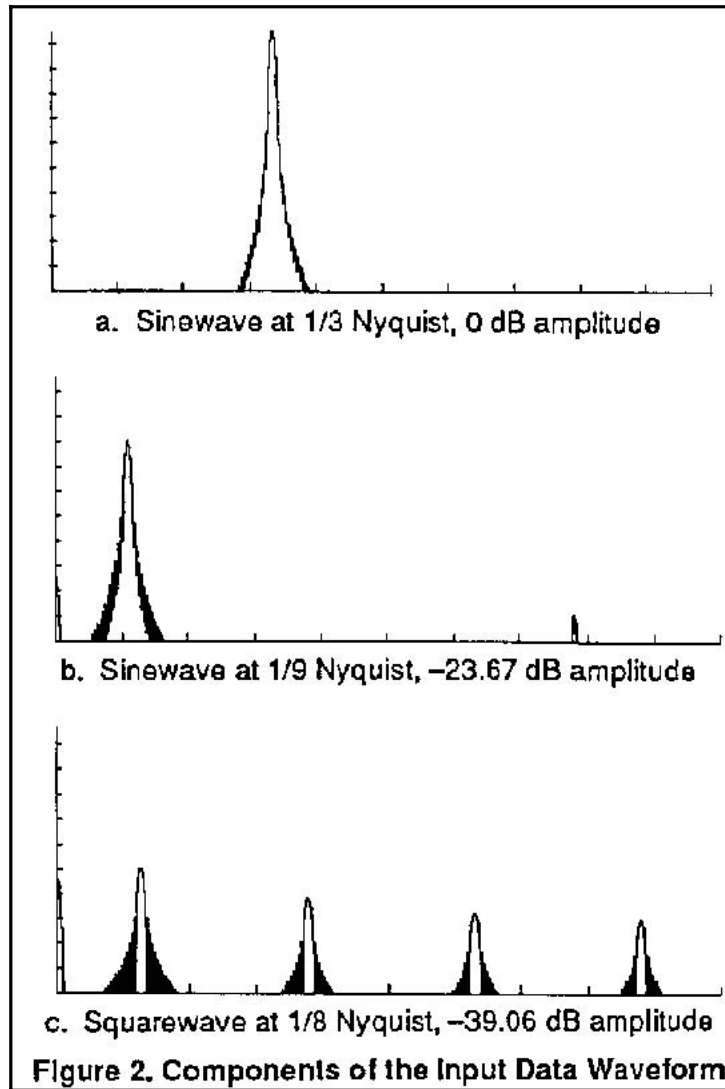 a. Sinewave at 1/3 Nyquist, 0 dB amplitude
b. Sinewave at 1/9 Nyquist, –23.67 dB amplitude
c. Squarewave at 1/8 Nyquist, –39.06 dB amplitude
Figure 2. Components of the Input Data Waveform